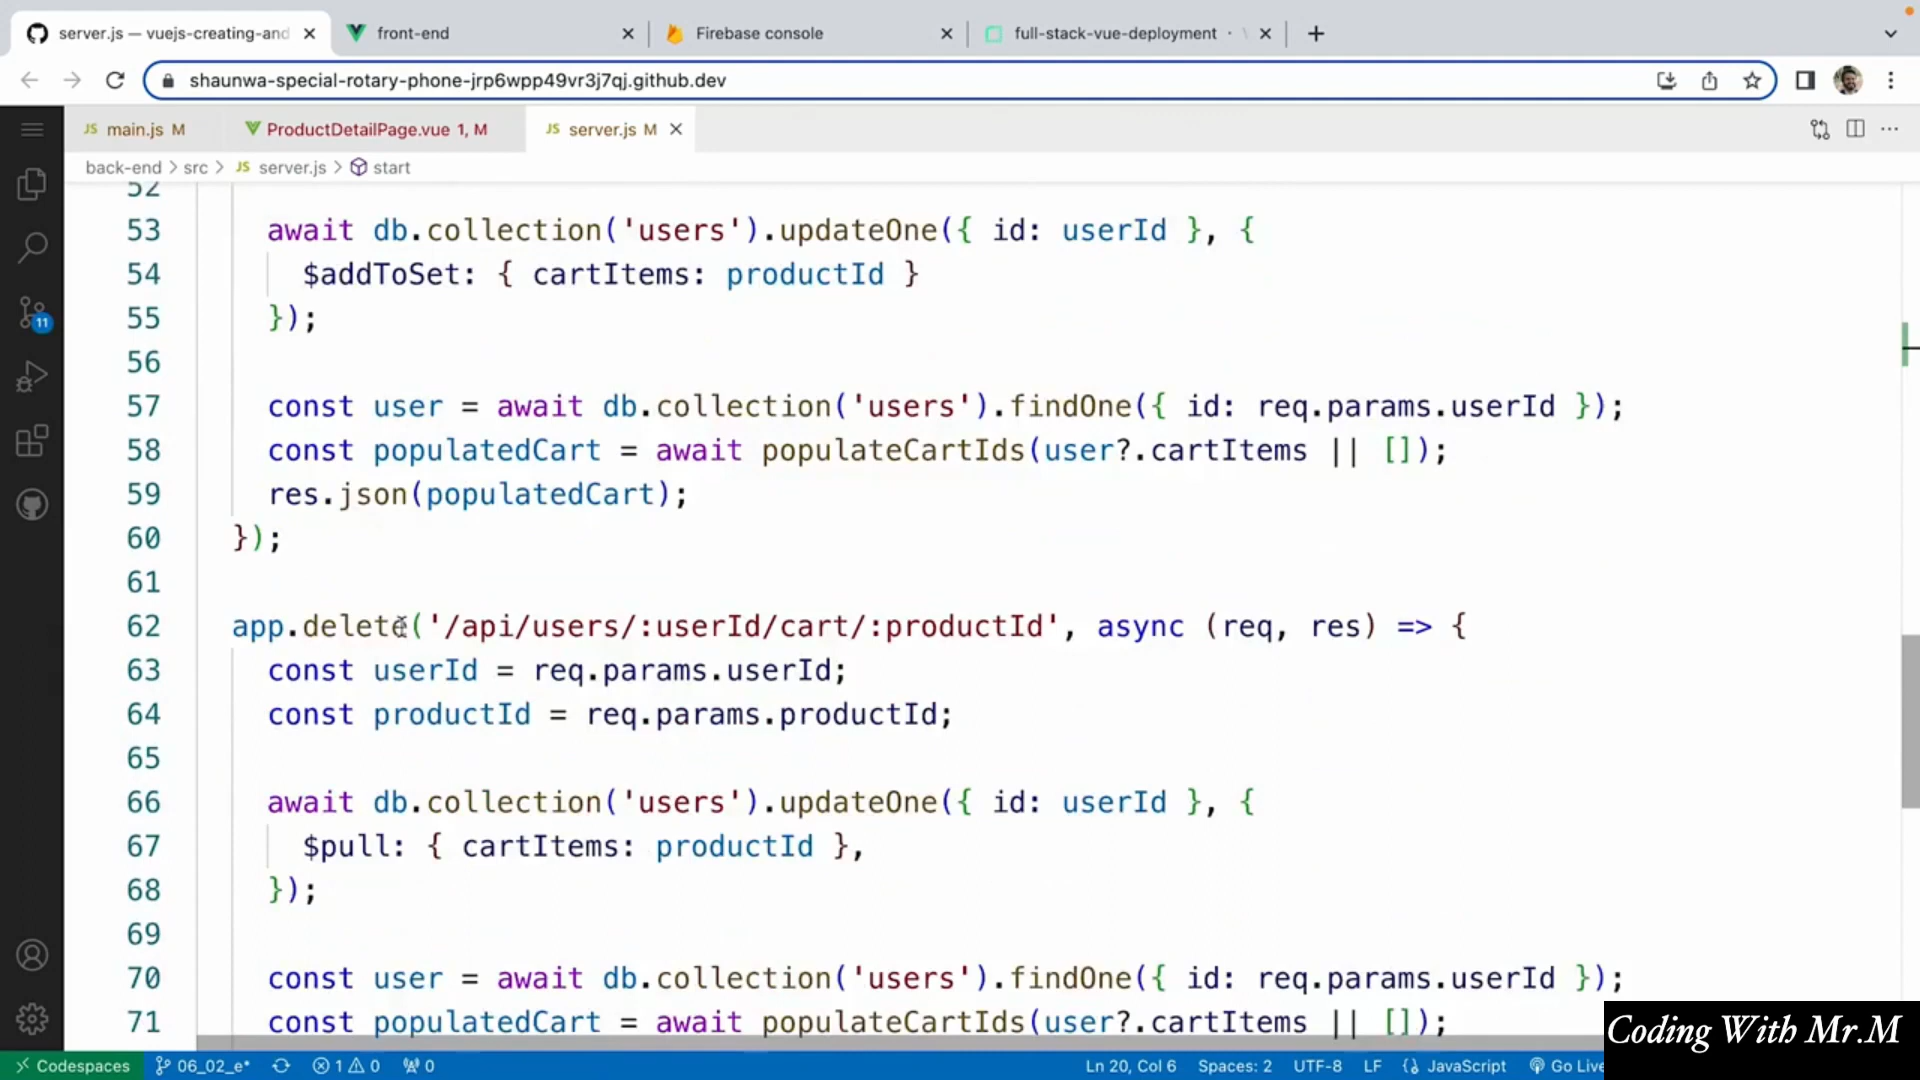 server.js — vuejs-creating-and
front-end
Firebase console
full-stack-vue-deployment
shaunwa-special-rotary-phone-jrp6wpp49vr3j7qj.github.dev
JS main.js M
ProductDetailPage.vue 1, M
JS server.js M
back-end > src > JS server.js > start
52
53 await db.collection('users').updateOne({ id: userId }, {
54 $addToSet: { cartItems: productId }
55 });
56
57 const user = await db.collection('users').findOne({ id: req.params.userId });
58 const populatedCart = await populateCartIds(user?.cartItems || []);
59 res.json(populatedCart);
60 });
61
62 app.delete('/api/users/:userId/cart/:productId', async (req, res) => {
63 const userId = req.params.userId;
64 const productId = req.params.productId;
65
66 await db.collection('users').updateOne({ id: userId }, {
67 $pull: { cartItems: productId },
68 });
69
70 const user = await db.collection('users').findOne({ id: req.params.userId });
71 const populatedCart = await populateCartIds(user?.cartItems || []);
11
Codespaces 06_02_e* 1 0 0 Ln 20, Col 6 Spaces: 2 UTF-8 LF {} JavaScript Go Live
Coding With Mr.M